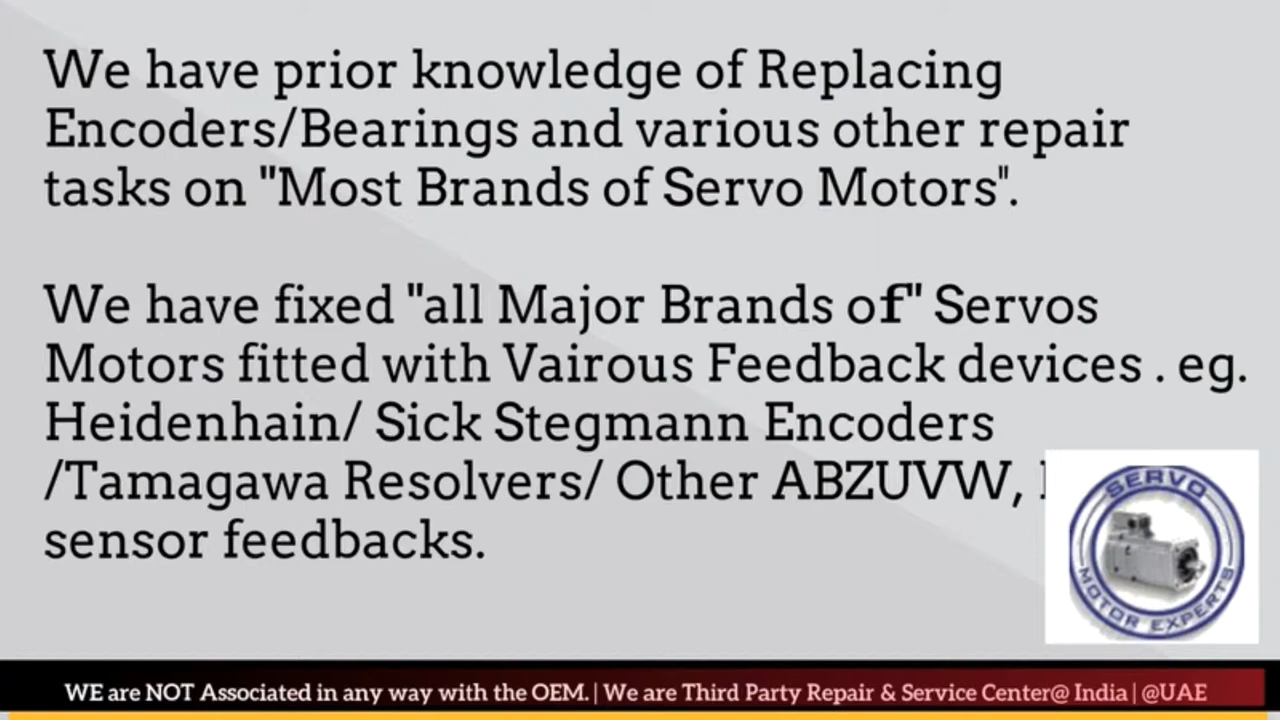 We have prior knowledge of Replacing
Encoders/Bearings and various other repair
tasks on "Most Brands of Servo Motors".
We have fixed "all Major Brands of" Servos
Motors fitted with Vairous Feedback devices . eg.
Heidenhain/ Sick Stegmann Encoders
/Tamagawa Resolvers/ Other ABZUVW,
sensor feedbacks.
SERVO
MOTOR EXPERTS
WE are NOT Associated in any way with the OEM. | We are Third Party Repair & Service Center@ India | @UAE